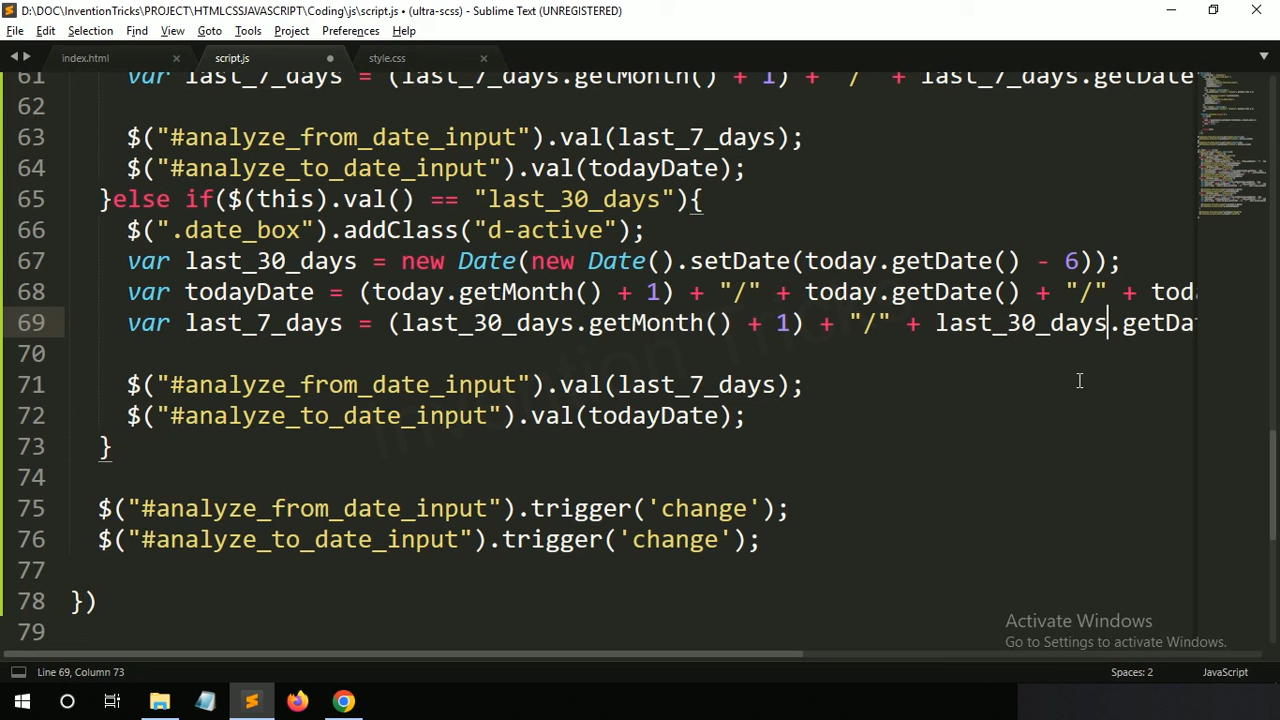 D:\DOC\InventionTricks\PROJECT\HTMLCSSJAVASCRIPT\Coding\js\script.js • (ultra-scss) - Sublime Text (UNREGISTERED)
File Edit Selection Find View Goto Tools Project Preferences Help
index.html script.js style.css
61 var last_7_days = (last_7_days.getMonth() + 1) + "/" + last_7_days.getDate
62
63 $("#analyze_from_date_input").val(last_7_days);
64 $("#analyze_to_date_input").val(todayDate);
65 }else if($(this).val() == "last_30_days"){
66 $(".date_box").addClass("d-active");
67 var last_30_days = new Date(new Date().setDate(today.getDate() - 6));
68 var todayDate = (today.getMonth() + 1) + "/" + today.getDate() + "/" + toda
69 var last_7_days = (last_30_days.getMonth() + 1) + "/" + last_30_days.getDat
70
71 $("#analyze_from_date_input").val(last_7_days);
72 $("#analyze_to_date_input").val(todayDate);
73 }
74
75 $("#analyze_from_date_input").trigger('change');
76 $("#analyze_to_date_input").trigger('change');
77
78 })
79
Activate Windows
Go to Settings to activate Windows.
Line 69, Column 73 Spaces: 2 JavaScript